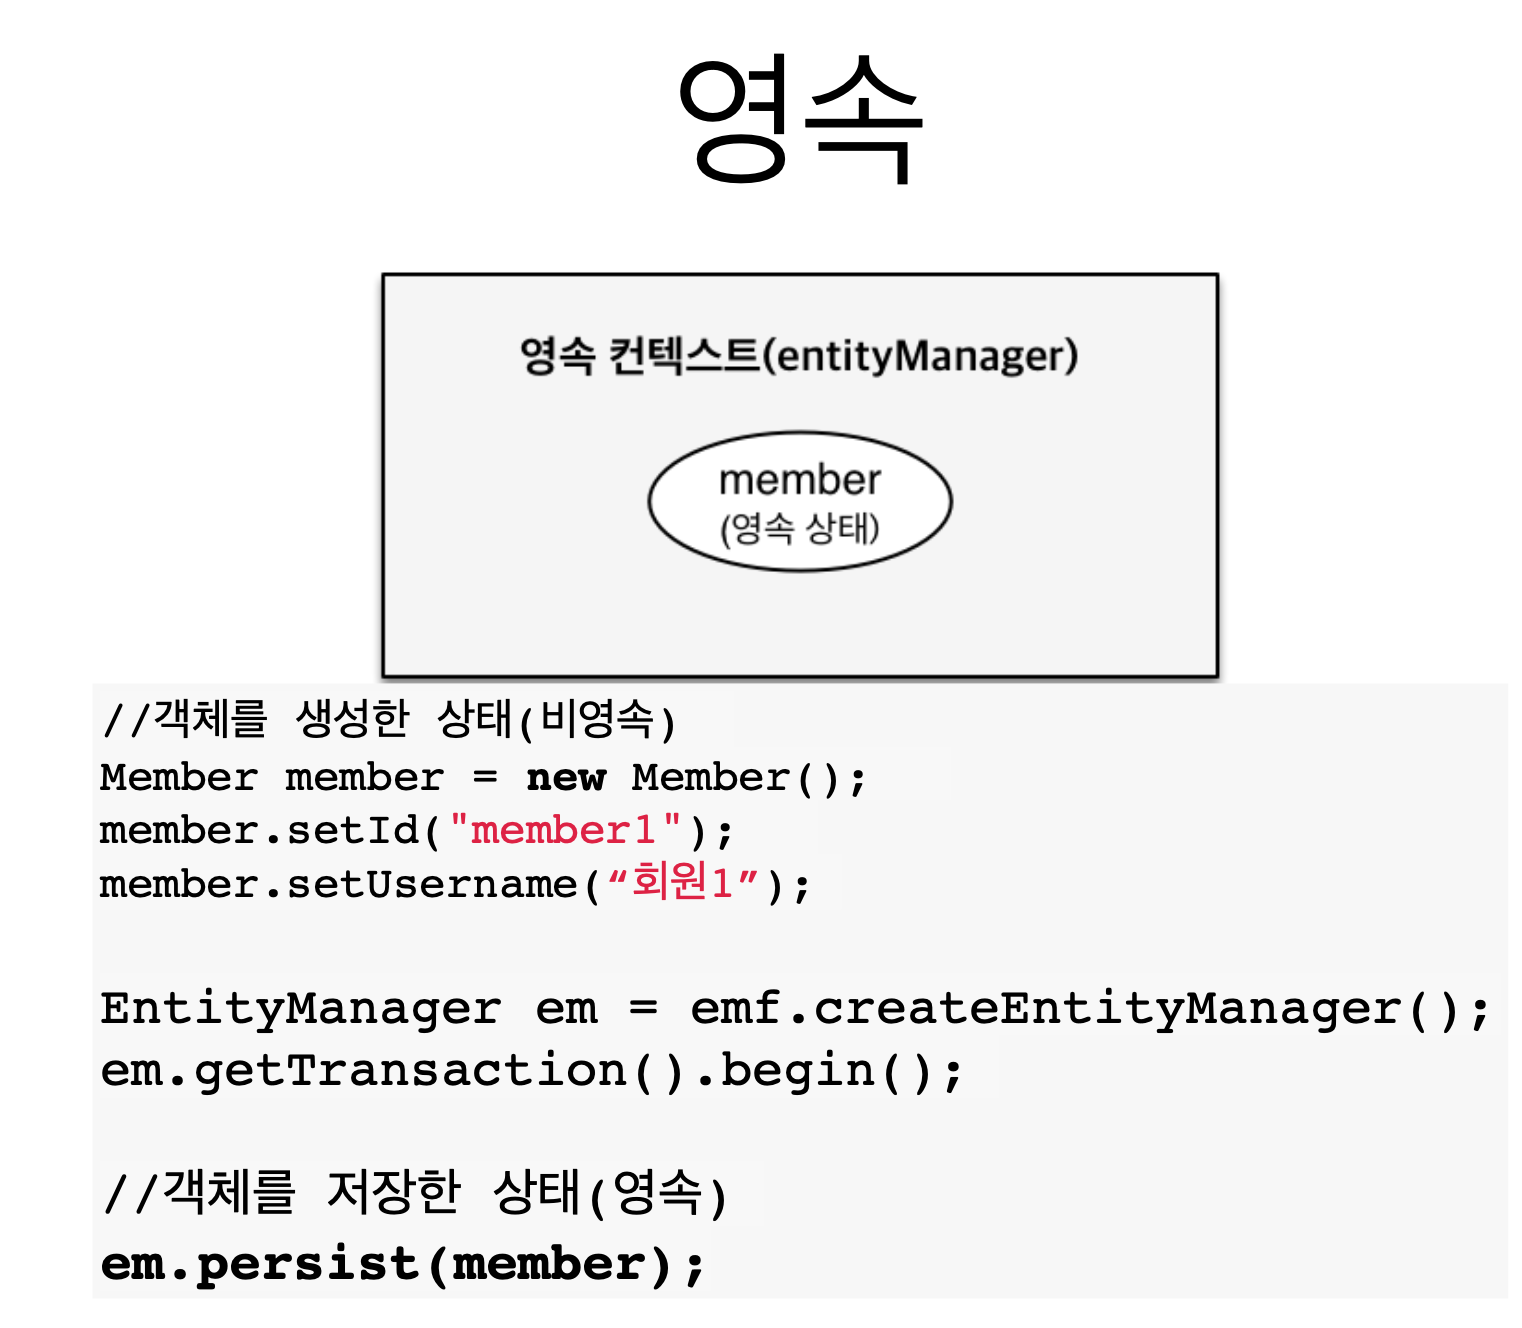 영속
영속 컨텍스트(entityManager)
member
(영속 상태)
//객체를 생성한 상태(비영속)
Member member = new Member();
member.setId("member1");
member.setUsername(“회원1”);
EntityManager em = emf.createEntityManager();
em.getTransaction().begin();
//객체를 저장한 상태(영속)
em.persist(member);